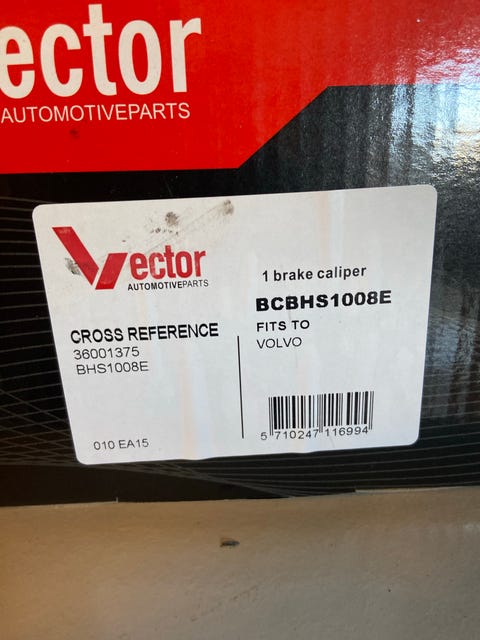 ector
AUTOMOTIVEPARTS
Vector
AUTOMOTIVEPARTS
CROSS REFERENCE
36001375
BHS1008E
010 EA15
1 brake caliper
BCBHS1008E
FITS TO
VOLVO
5 710247 116994